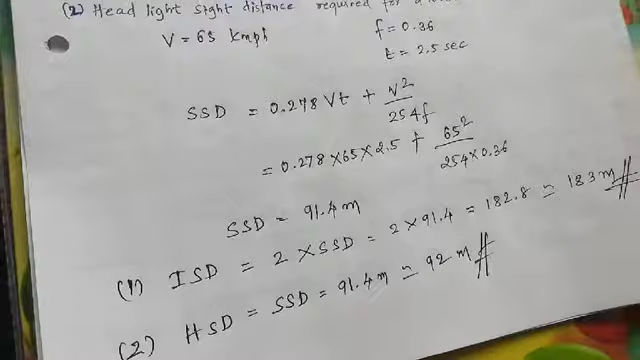 (2) Head light sight distance required for a
V = 65 kmph
f = 0.36
t = 2.5 sec
SSD = 0.278 Vt + V²/254f
= 0.278 × 65 × 2.5 + 65²/254 × 0.36
SSD = 91.4 m
(1) ISD = 2 × SSD = 2 × 91.4 = 182.8 ≃ 183 m
(2) HSD = SSD = 91.4 m ≃ 92 m